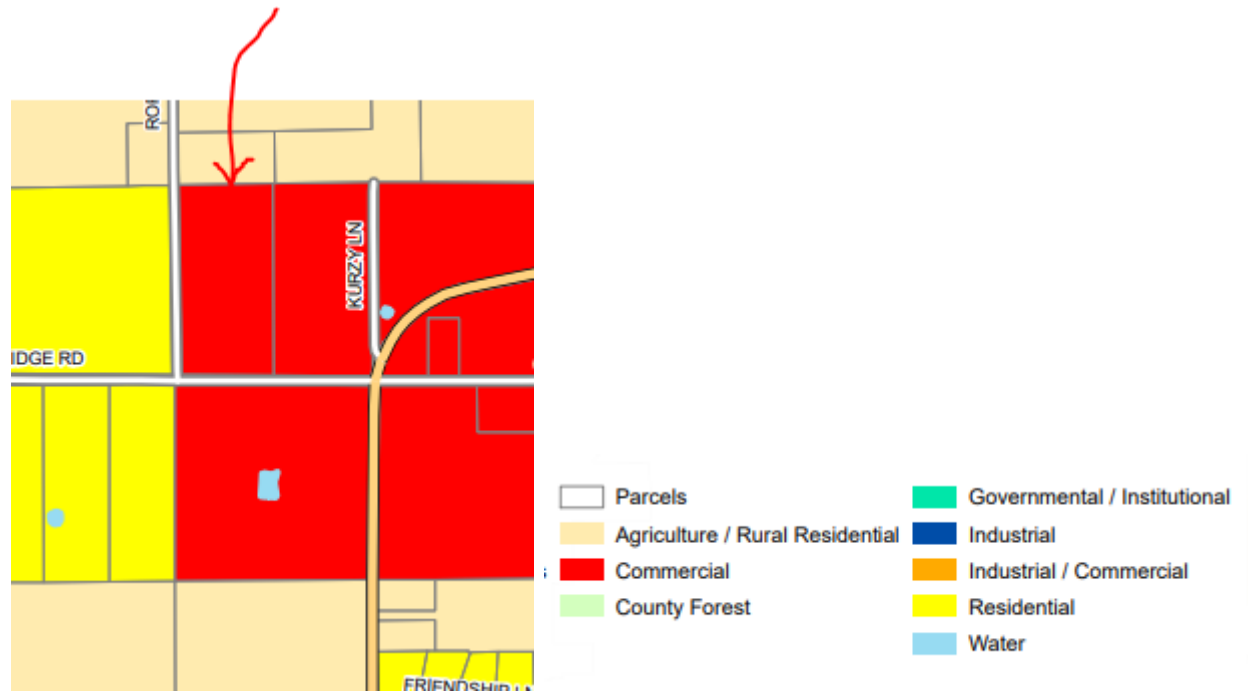 KURZY LN
IDGE RD
FRIENDSHIP LN
Parcels
Agriculture / Rural Residential
Commercial
County Forest
Governmental / Institutional
Industrial
Industrial / Commercial
Residential
Water